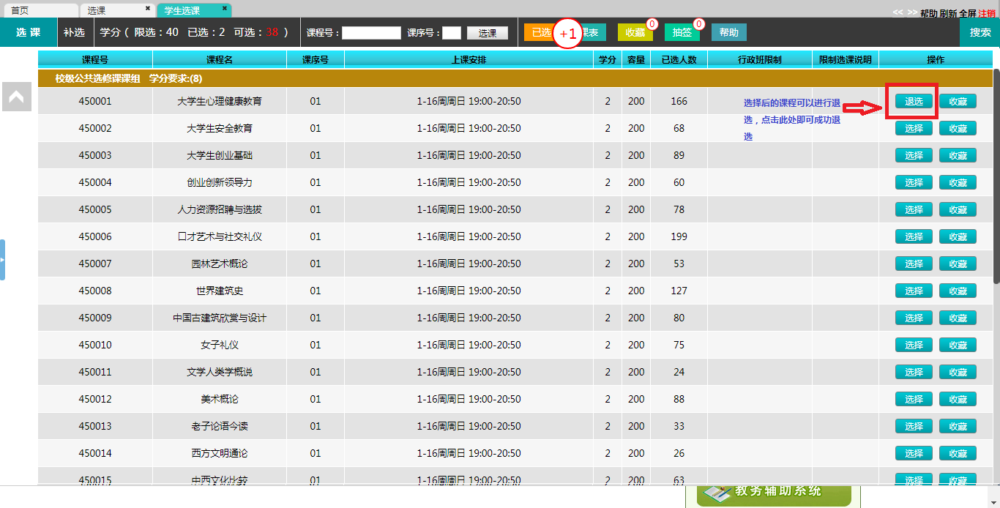 首页 选课 学生选课 << >> 帮助 刷新 全屏 注销
选 课 补选 学分（ 限选：40 已选：2 可选：38 ） 课程号： 课序号： 选课 已选 +1 课表 收藏 0 抽签 0 帮助 搜索
课程号 课程名 课序号 上课安排 学分 容量 已选人数 行政班限制 限制选课说明 操作
校级公共选修课课组 学分要求:(8)
450001 大学生心理健康教育 01 1-16周周日 19:00-20:50 2 200 166 退选 收藏
选择后的课程可以进行退
选，点击此处即可成功退
选
450002 大学生安全教育 01 1-16周周日 19:00-20:50 2 200 68 选择 收藏
450003 大学生创业基础 01 1-16周周日 19:00-20:50 2 200 89 选择 收藏
450004 创业创新领导力 01 1-16周周日 19:00-20:50 2 200 60 选择 收藏
450005 人力资源招聘与选拔 01 1-16周周日 19:00-20:50 2 200 78 选择 收藏
450006 口才艺术与社交礼仪 01 1-16周周日 19:00-20:50 2 200 199 选择 收藏
450007 园林艺术概论 01 1-16周周日 19:00-20:50 2 200 53 选择 收藏
450008 世界建筑史 01 1-16周周日 19:00-20:50 2 200 127 选择 收藏
450009 中国古建筑欣赏与设计 01 1-16周周日 19:00-20:50 2 200 80 选择 收藏
450010 女子礼仪 01 1-16周周日 19:00-20:50 2 200 75 选择 收藏
450011 文学人类学概说 01 1-16周周日 19:00-20:50 2 200 24 选择 收藏
450012 美术概论 01 1-16周周日 19:00-20:50 2 200 88 选择 收藏
450013 老子论语今读 01 1-16周周日 19:00-20:50 2 200 33 选择 收藏
450014 西方文明通论 01 1-16周周日 19:00-20:50 2 200 26 选择 收藏
450015 中西文化比较 01 1-16周周日 19:00-20:50 2 200 63 选择 收藏
教务辅助系统